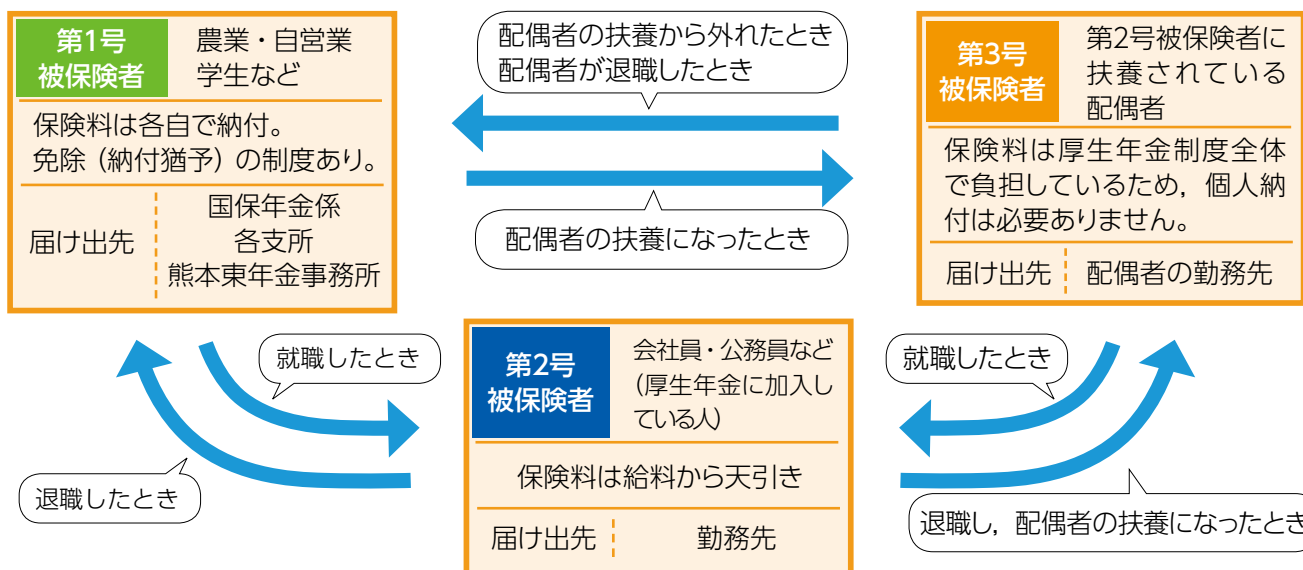 第1号
被保険者
農業・自営業
学生など
保険料は各自で納付。
免除（納付猶予）の制度あり。
届け出先
国保年金係
各支所
熊本東年金事務所
配偶者の扶養から外れたとき
配偶者が退職したとき
配偶者の扶養になったとき
第3号
被保険者
第2号被保険者に
扶養されている
配偶者
保険料は厚生年金制度全体
で負担しているため，個人納
付は必要ありません。
届け出先
配偶者の勤務先
就職したとき
退職したとき
第2号
被保険者
会社員・公務員など
（厚生年金に加入し
ている人）
保険料は給料から天引き
届け出先
勤務先
就職したとき
退職し，配偶者の扶養になったとき